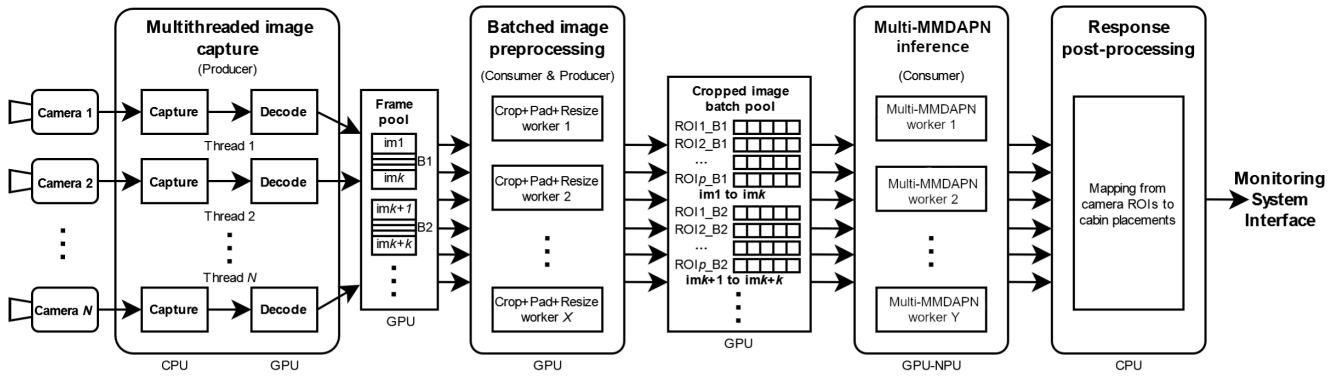 Multithreaded image
capture
(Producer)
Camera 1
Capture
Decode
Thread 1
Camera 2
Capture
Decode
Thread 2
Thread N
Camera N
Capture
Decode
CPU
GPU
Frame
pool
im1
imk
B1
imk+1
imk+k
B2
GPU
Batched image
preprocessing
(Consumer & Producer)
Crop+Pad+Resize
worker 1
Crop+Pad+Resize
worker 2
Crop+Pad+Resize
worker X
GPU
Cropped image
batch pool
ROI1_B1
ROI2_B1
...
ROIp_B1
im1 to imk
ROI1_B2
ROI2_B2
...
ROIp_B2
imk+1 to imk+k
GPU
Multi-MMDAPN
inference
(Consumer)
Multi-MMDAPN
worker 1
Multi-MMDAPN
worker 2
Multi-MMDAPN
worker Y
GPU-NPU
Response
post-processing
Mapping from
camera ROIs to
cabin placements
CPU
Monitoring
System
Interface